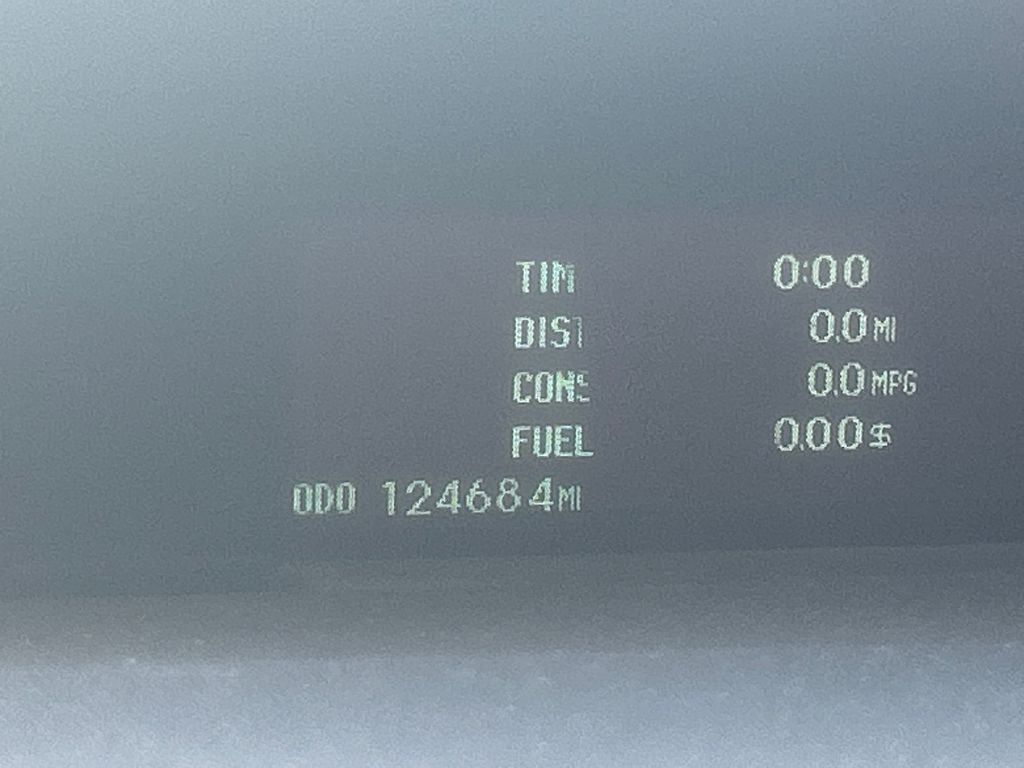 TIM 0:00
DIST 0.0 MI
CONS 0.0 MPG
FUEL 0.00 $
ODO 124684 MI